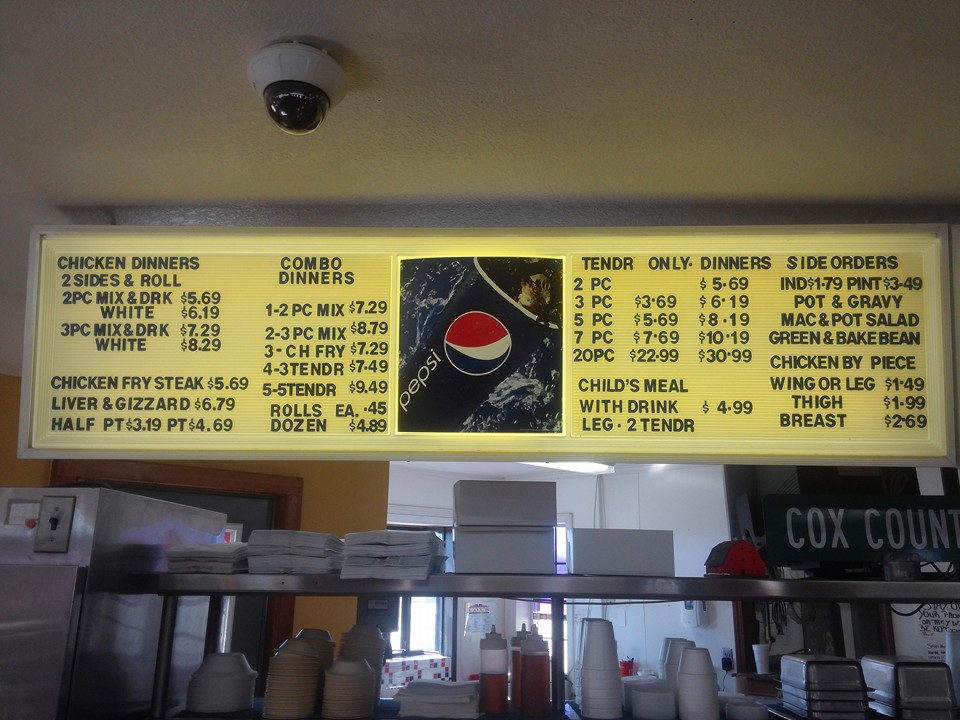 CHICKEN DINNERS
2 SIDES & ROLL
2PC MIX & DRK $5.69
WHITE $6.19
3PC MIX & DRK $7.29
WHITE $8.29
CHICKEN FRY STEAK $5.69
LIVER & GIZZARD $6.79
HALF PT $3.19 PT $4.69
COMBO
DINNERS
1-2 PC MIX $7.29
2-3 PC MIX $8.79
3-CH FRY $7.29
4-3TENDR $7.49
5-5TENDR $9.49
ROLLS EA. .45
DOZEN $4.89
pepsi
TENDR ONLY. DINNERS
2 PC $5.69
3 PC $3.69 $6.19
5 PC $5.69 $8.19
7 PC $7.69 $10.19
20PC $22.99 $30.99
CHILD'S MEAL
WITH DRINK $4.99
LEG. 2 TENDR
SIDE ORDERS
IND $1.79 PINT $3.49
POT & GRAVY
MAC & POT SALAD
GREEN & BAKE BEAN
CHICKEN BY PIECE
WING OR LEG $1.49
THIGH $1.99
BREAST $2.69
COX COUNT